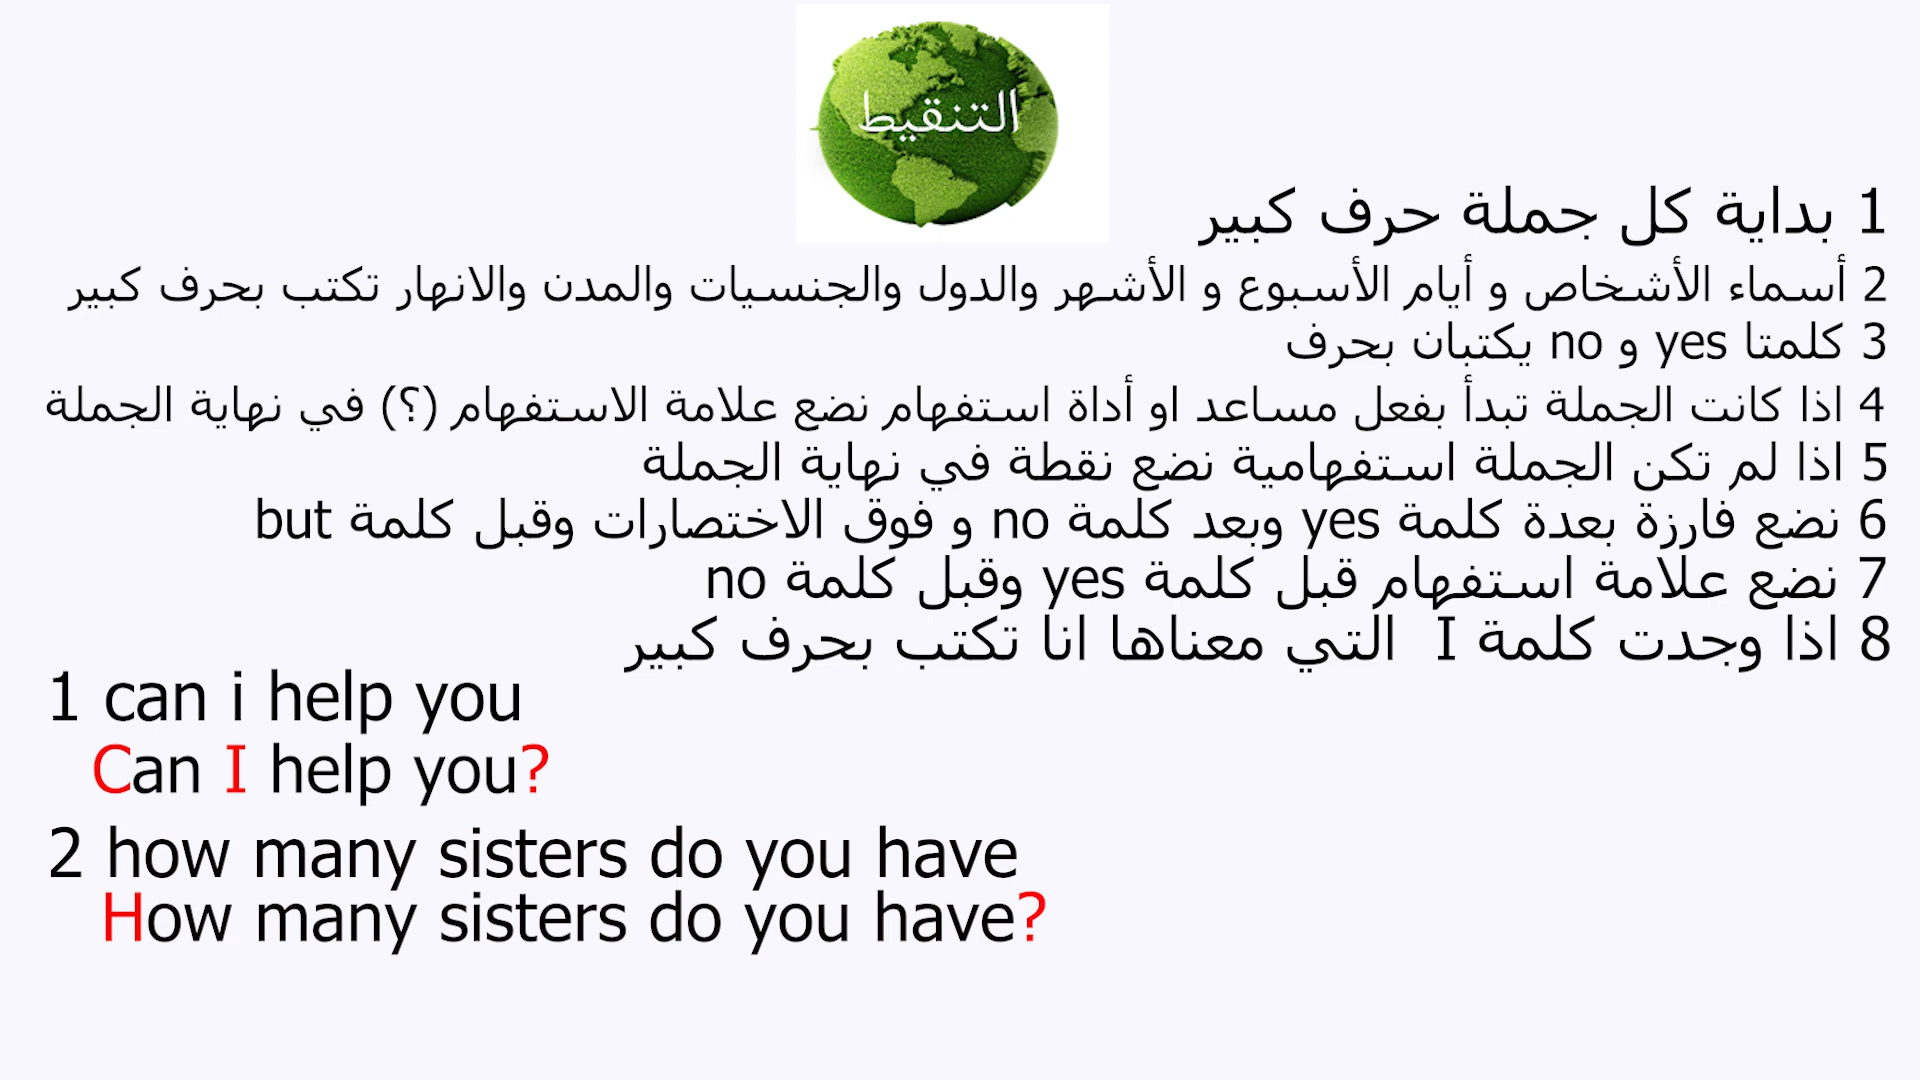 التنقيط
1 بداية كل جملة حرف كبير
2 أسماء الأشخاص و أيام الأسبوع و الأشهر والدول والجنسيات والمدن والانهار تكتب بحرف كبير
3 كلمتا yes و no يكتبان بحرف
4 اذا كانت الجملة تبدأ بفعل مساعد او أداة استفهام نضع علامة الاستفهام (؟) في نهاية الجملة
5 اذا لم تكن الجملة استفهامية نضع نقطة في نهاية الجملة
6 نضع فارزة بعدة كلمة yes وبعد كلمة no و فوق الاختصارات وقبل كلمة but
7 نضع علامة استفهام قبل كلمة yes وقبل كلمة no
8 اذا وجدت كلمة I التي معناها انا تكتب بحرف كبير
1 can i help you
Can I help you?
2 how many sisters do you have
How many sisters do you have?